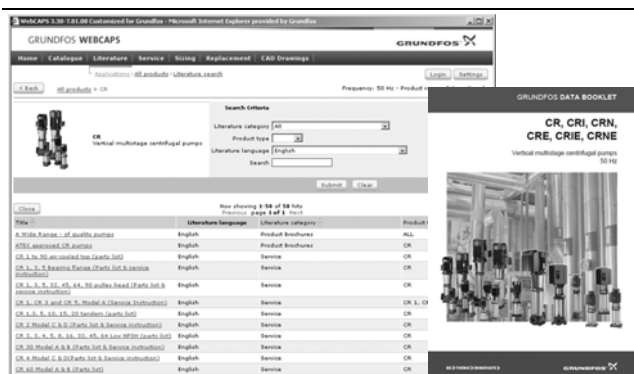 WebCAPS 3.30-7.81.08 Customized for Grundfos - Microsoft Internet Explorer provided by Grundfos
GRUNDFOS WEBCAPS
GRUNDFOS
Home Catalogue Literature Service Sizing Replacement CAD Drawings
Applications All products Literature search
Login Settings
< Back All products > CR
Frequency: 50 Hz - Product
Search Criteria
CR
Vertical multistage centrifugal pumps
Literature category All
Product type
Literature language English
Search
Submit Clear
Close
Now showing 1-58 of 58 hits
Previous page 1 of 1 Next
Title Literature language Literature category Product
A Wide Range - of quality pumps English Product Brochures ALL
ATEX approved CR pumps English Product Brochures CR
CR 1 to 90 air-cooled top (parts list) English Service CR
CR 1, 3, 5 Bearing flange (Parts list & service English Service CR
instruction)
CR 1, 3, 5, 32, 45, 64, 90 pulley head (Parts list & English Service CR
service instruction)
CR 1, CR 3 and CR 5, Model A (Service Instruction) English Service CR 1, CR
CR 1,3, 5, 10, 15, 20 tandem (parts list) English Service CR
CR 2 Model C & D (Parts list & Service instruction) English Service CR
CR 2, 3, 4, 5, 8, 16, 32, 45, 64 Low NPSH (parts list) English Service CR
CR 30 Model A & B (Parts list & Service instruction) English Service CR
CR 4 Model C & D(Parts list & Service instruction) English Service CR
CR 60 Model A & B (Parts list) English Service CR
GRUNDFOS DATA BOOKLET
CR, CRI, CRN,
CRE, CRIE, CRNE
Vertical multistage centrifugal pumps
50 Hz
BE > THINK > INNOVATE >
GRUNDFOS